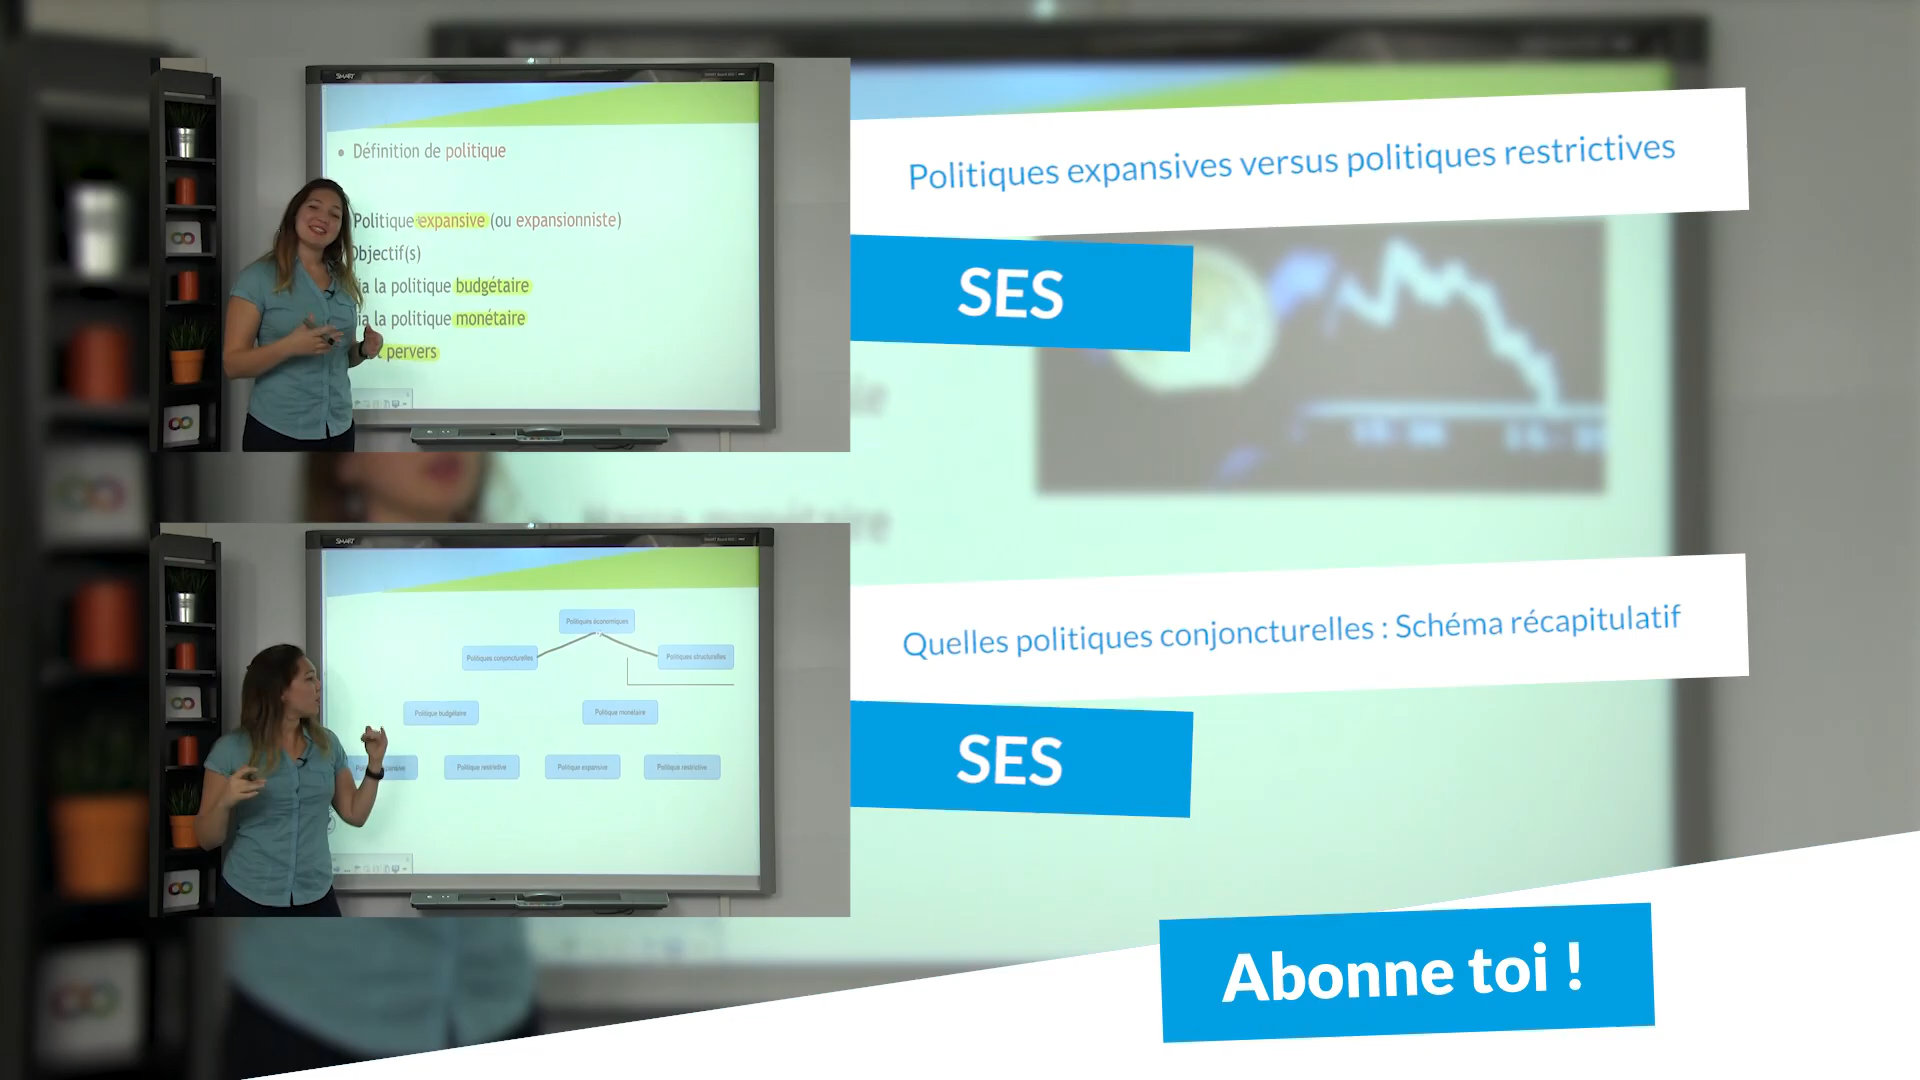 SMART
Définition de politique
Politique expansive (ou expansionniste)
Objectif(s)
ia la politique budgétaire
ia la politique monétaire
pervers
Politiques expansives versus politiques restrictives
SES
SMART
Politiques économiques
Politiques conjoncturelles
Politiques structurelles
Politique budgétaire
Politique monétaire
Politique restrictive
Politique expansive
Politique restrictive
Quelles politiques conjoncturelles : Schéma récapitulatif
SES
Abonne toi !